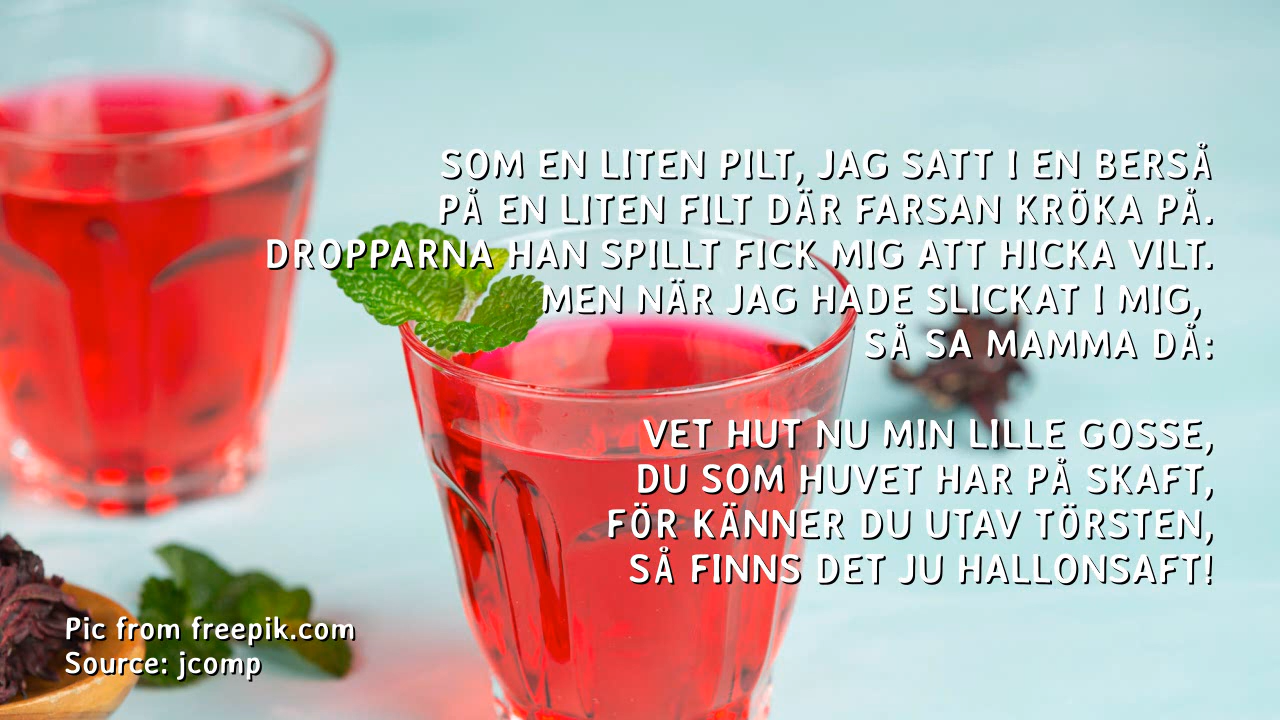 SOM EN LITEN PILT, JAG SATT I EN BERSÅ
PÅ EN LITEN FILT DÄR FARSAN KRÖKA PÅ.
DROPPARNA HAN SPILLT FICK MIG ATT HICKA VILT.
MEN NÄR JAG HADE SLICKAT I MIG,
SÅ SA MAMMA DÅ:
VET HUT NU MIN LILLE GOSSE,
DU SOM HUVET HAR PÅ SKAFT,
FÖR KÄNNER DU UTAV TÖRSTEN,
SÅ FINNS DET JU HALLONSAFT!
Pic from freepik.com
Source: jcomp